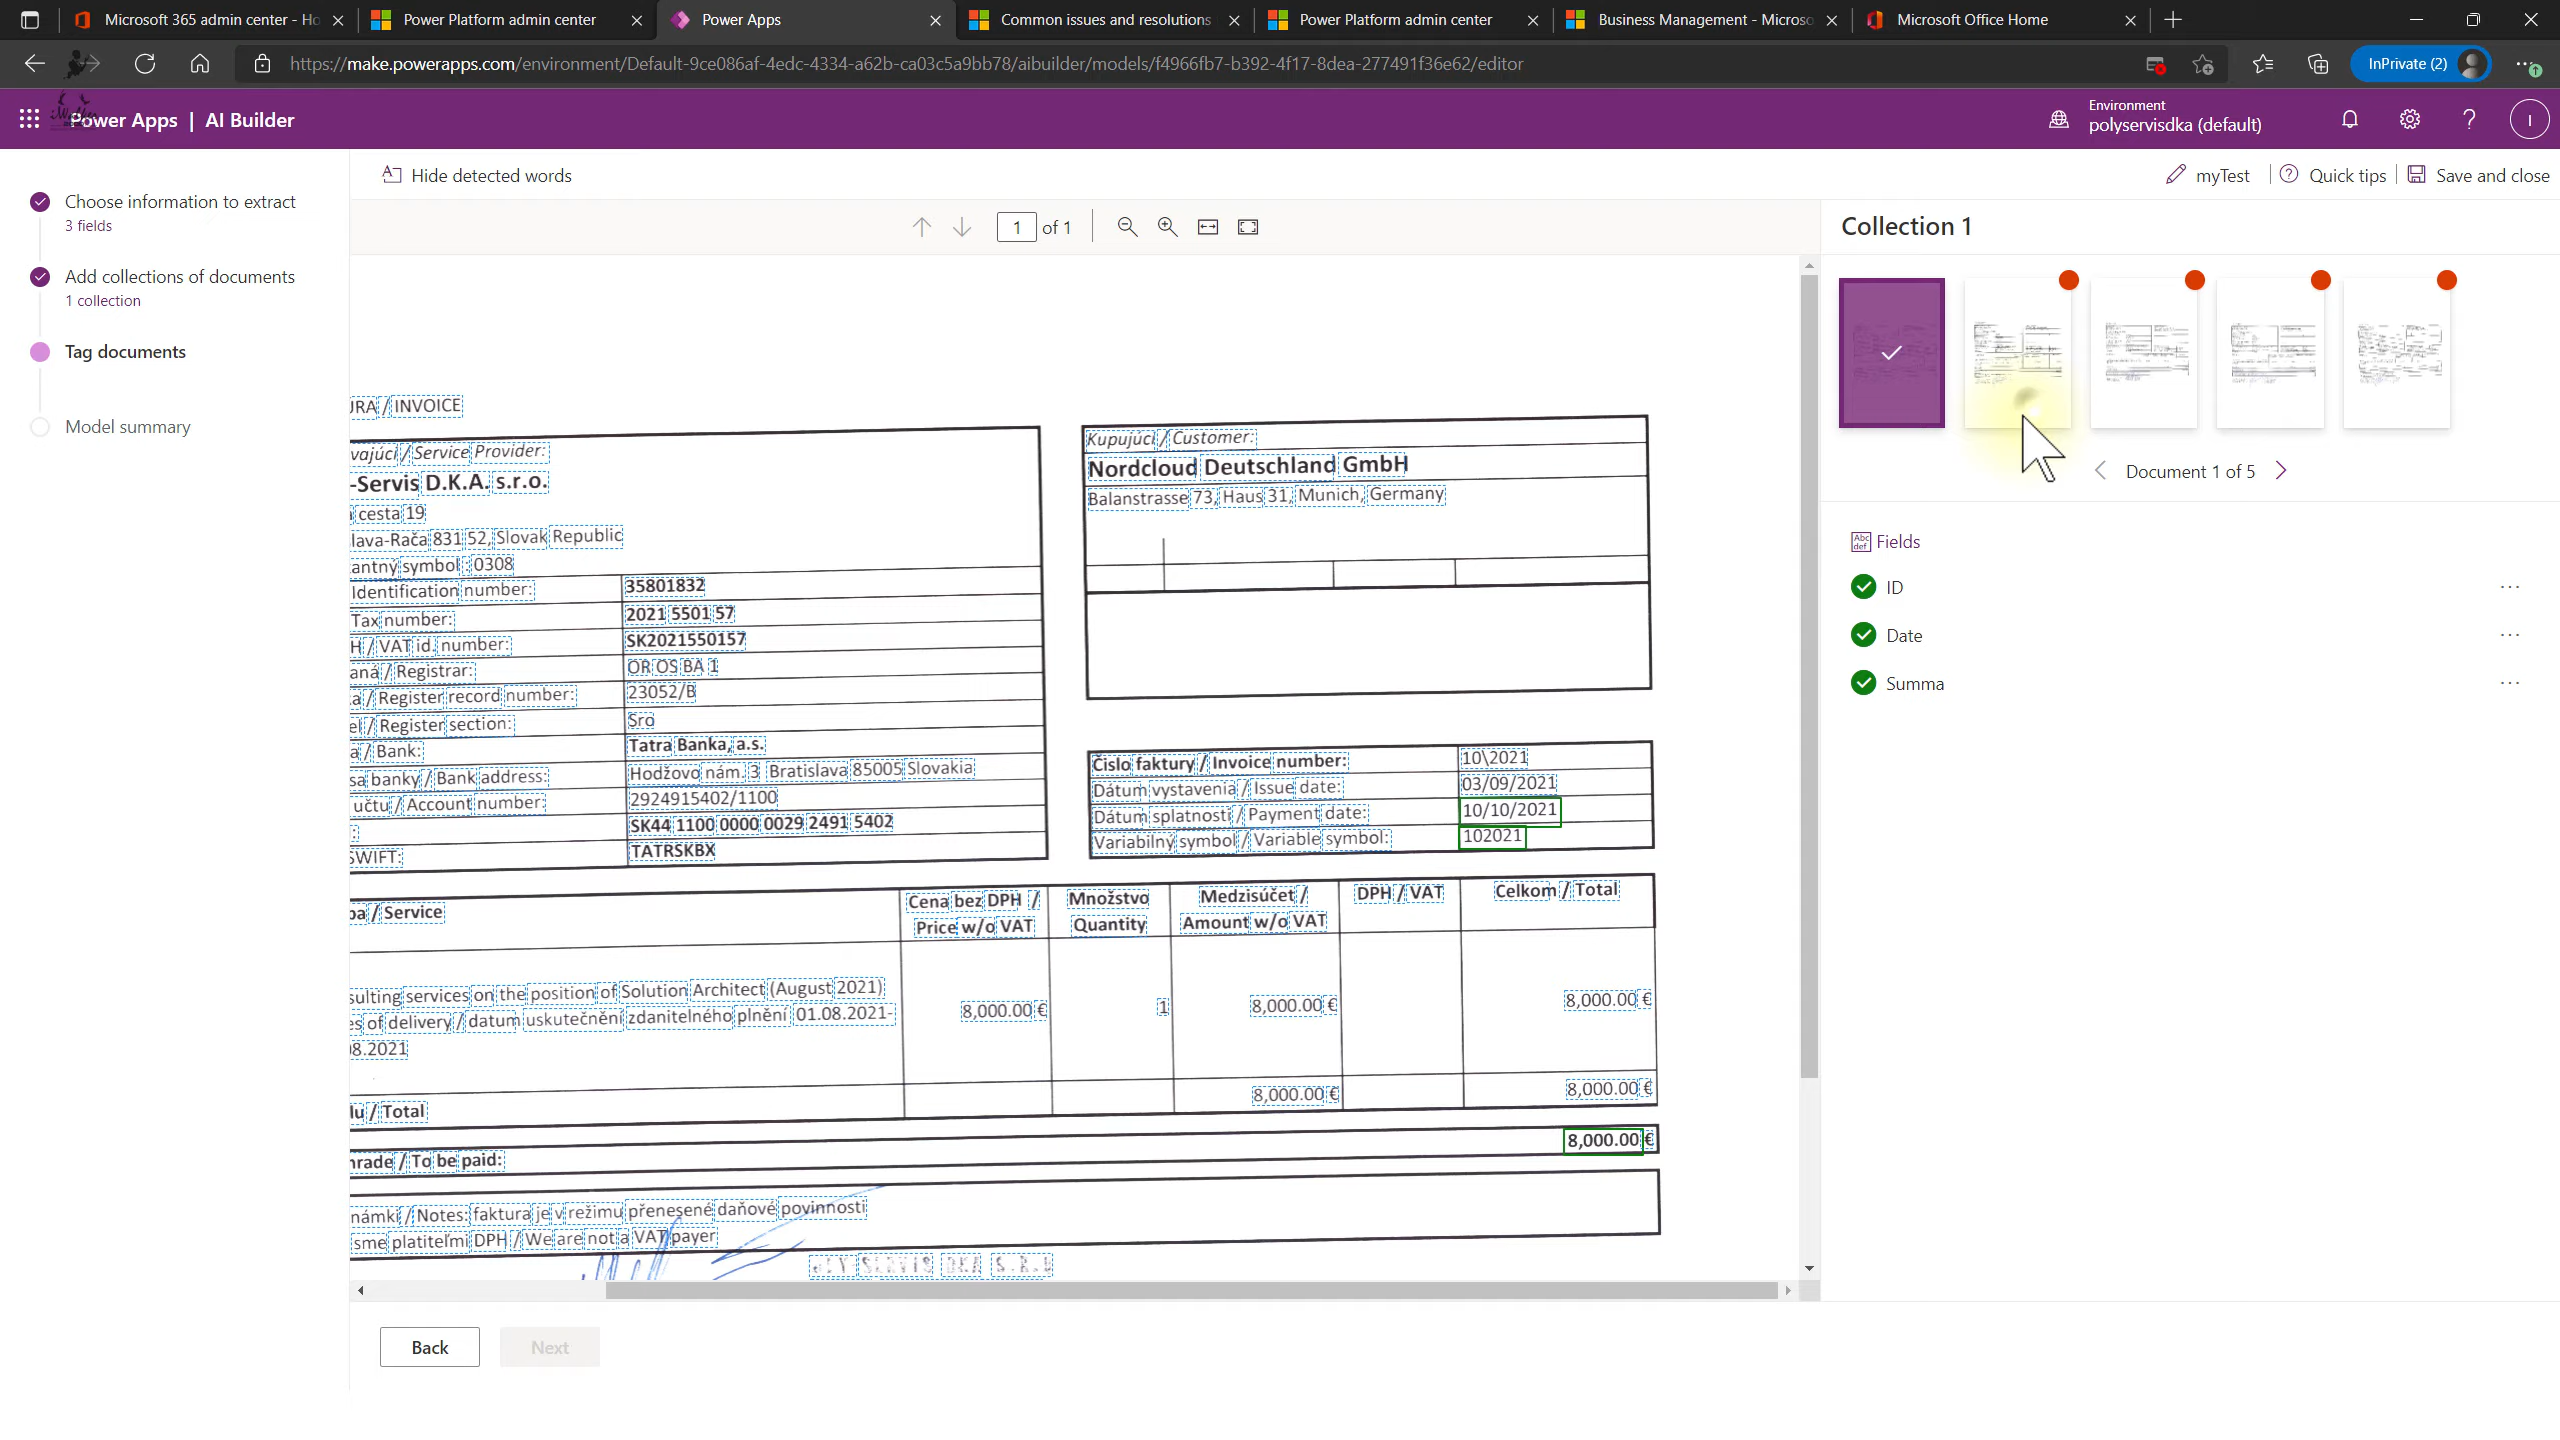 Microsoft 365 admin center - Ho
Power Platform admin center
Power Apps
Common issues and resolutions
Power Platform admin center
Business Management - Microso
Microsoft Office Home
https://make.powerapps.com/environment/Default-9ce086af-4edc-4334-a62b-ca03c5a9bb78/aibuilder/models/f4966fb7-b392-4f17-8dea-277491f36e62/editor
InPrivate (2)
Power Apps | AI Builder
Environment
polyservisdka (default)
I
Choose information to extract
3 fields
Add collections of documents
1 collection
Tag documents
Model summary
Hide detected words
myTest
Quick tips
Save and close
1 of 1
URA / INVOICE
vajúci / Service Provider:
-Servis D.K.A. s.r.o.
cesta 19
lava-Rača 831 52, Slovak Republic
antný symbol : 0308
Identification number: 35801832
Tax number: 2021 5501 57
H / VAT id. number: SK2021550157
aná / Registrar: OR OS BA 1
a / Register record number: 23052/B
el / Register section: Sro
a / Bank: Tatra Banka, a.s.
sa banky / Bank address: Hodžovo nám. 3 Bratislava 85005 Slovakia
účtu / Account number: 2924915402/1100
: SK44 1100 0000 0029 2491 5402
SWIFT: TATRSKBX
Kupujúci / Customer:
Nordcloud Deutschland GmbH
Balanstrasse 73, Haus 31, Munich, Germany
Číslo faktury / Invoice number: 10\2021
Dátum vystavenia / Issue date: 03/09/2021
Dátum splatnosti / Payment date: 10/10/2021
Variabilný symbol / Variable symbol: 102021
ba / Service
Cena bez DPH /
Price w/o VAT
Množstvo
Quantity
Medzisúčet /
Amount w/o VAT
DPH / VAT
Celkom / Total
sulting services on the position of Solution Architect (August 2021)
es of delivery / datum uskutečnění zdanitelného plnění 01.08.2021-
08.2021
8,000.00 €
1
8,000.00 €
8,000.00 €
lu / Total
8,000.00 €
8,000.00 €
hrade / To be paid:
8,000.00 €
námki / Notes: faktura je v režimu přenesené daňové povinnosti
sme platiteľmi DPH / We are not a VAT payer
Collection 1
Document 1 of 5
Abc
def
Fields
ID
Date
Summa
Back
Next